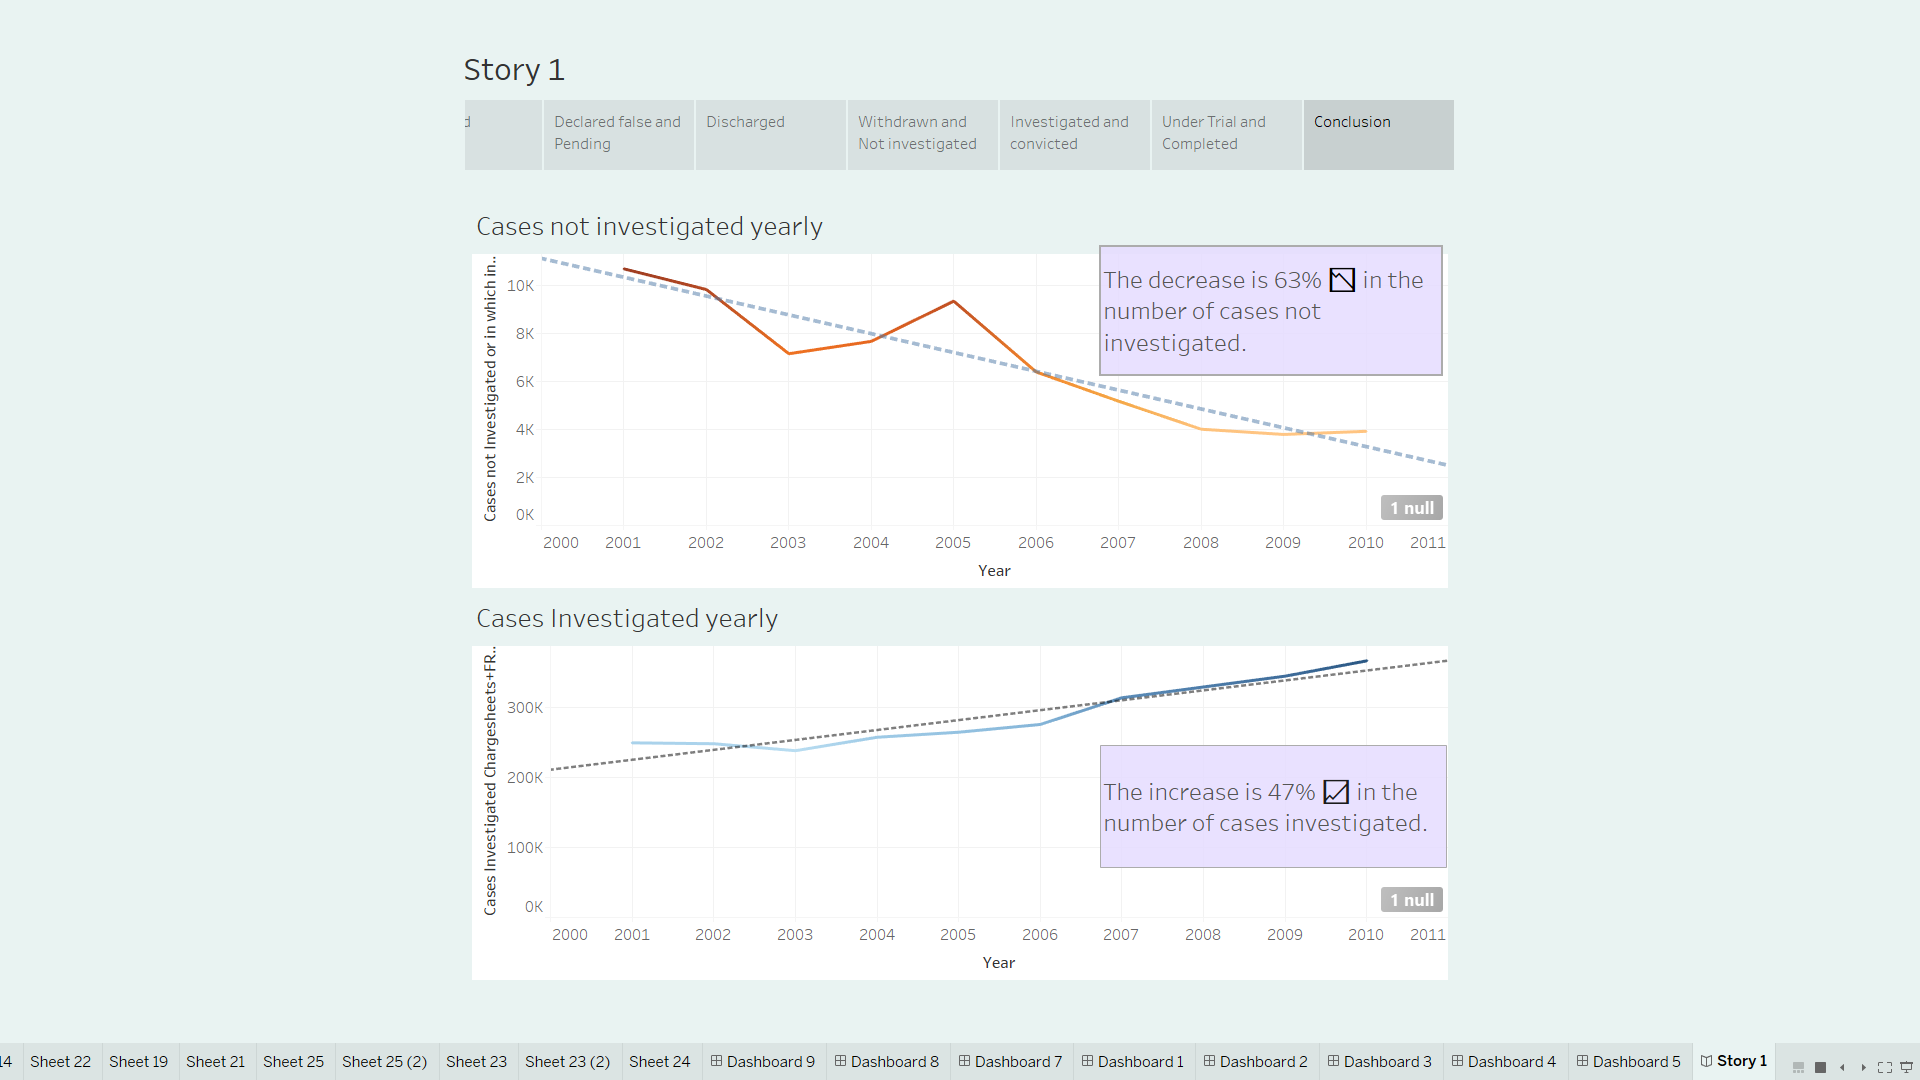 Story 1
d
Declared false and
Pending
Discharged
Withdrawn and
Not investigated
Investigated and
convicted
Under Trial and
Completed
Conclusion
Cases not investigated yearly
Cases not Investigated or in which in..
10K
8K
6K
4K
2K
0K
The decrease is 63% in the
number of cases not
investigated.
1 null
2000 2001 2002 2003 2004 2005 2006 2007 2008 2009 2010 2011
Year
Cases Investigated yearly
Cases Investigated Chargesheets+FR..
300K
200K
100K
0K
The increase is 47% in the
number of cases investigated.
1 null
2000 2001 2002 2003 2004 2005 2006 2007 2008 2009 2010 2011
Year
14 Sheet 22 Sheet 19 Sheet 21 Sheet 25 Sheet 25 (2) Sheet 23 Sheet 23 (2) Sheet 24 Dashboard 9 Dashboard 8 Dashboard 7 Dashboard 1 Dashboard 2 Dashboard 3 Dashboard 4 Dashboard 5 Story 1